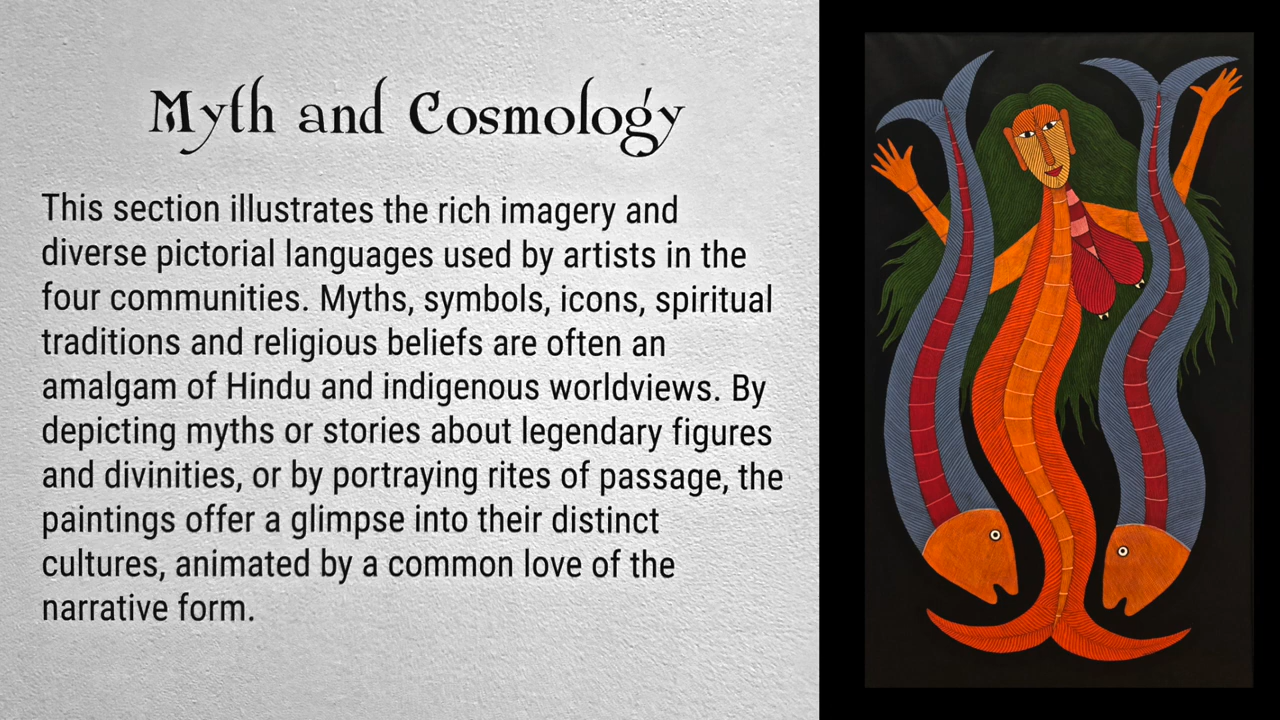 Myth and Cosmology
This section illustrates the rich imagery and
diverse pictorial languages used by artists in the
four communities. Myths, symbols, icons, spiritual
traditions and religious beliefs are often an
amalgam of Hindu and indigenous worldviews. By
depicting myths or stories about legendary figures
and divinities, or by portraying rites of passage, the
paintings offer a glimpse into their distinct
cultures, animated by a common love of the
narrative form.